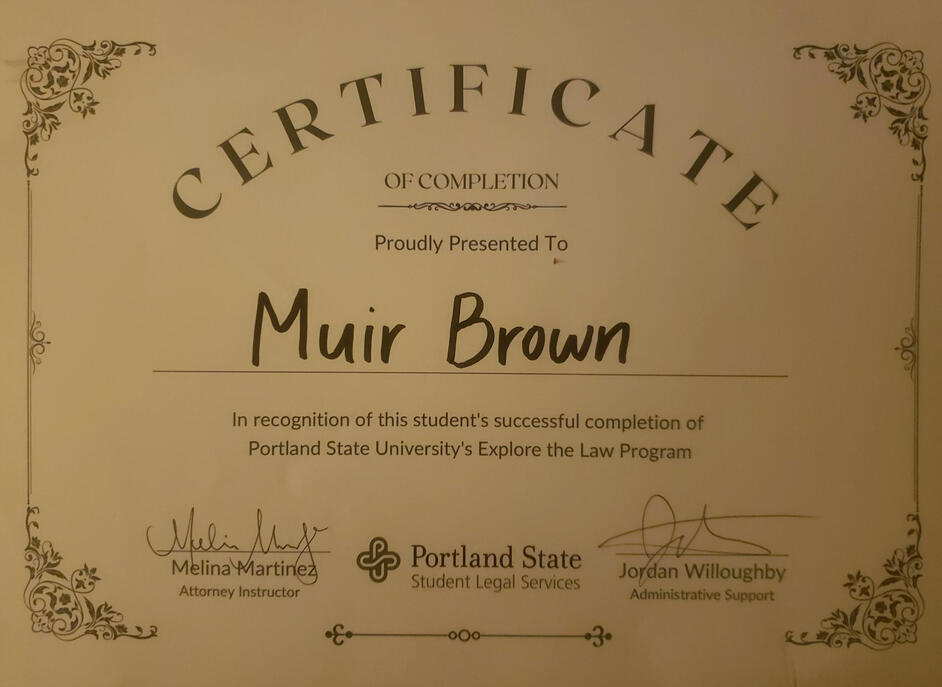 CERTIFICATE
OF COMPLETION
Proudly Presented To
Muir Brown
In recognition of this student's successful completion of
Portland State University's Explore the Law Program
Melina Martinez
Attorney Instructor
Portland State
Student Legal Services
Jordan Willoughby
Administrative Support